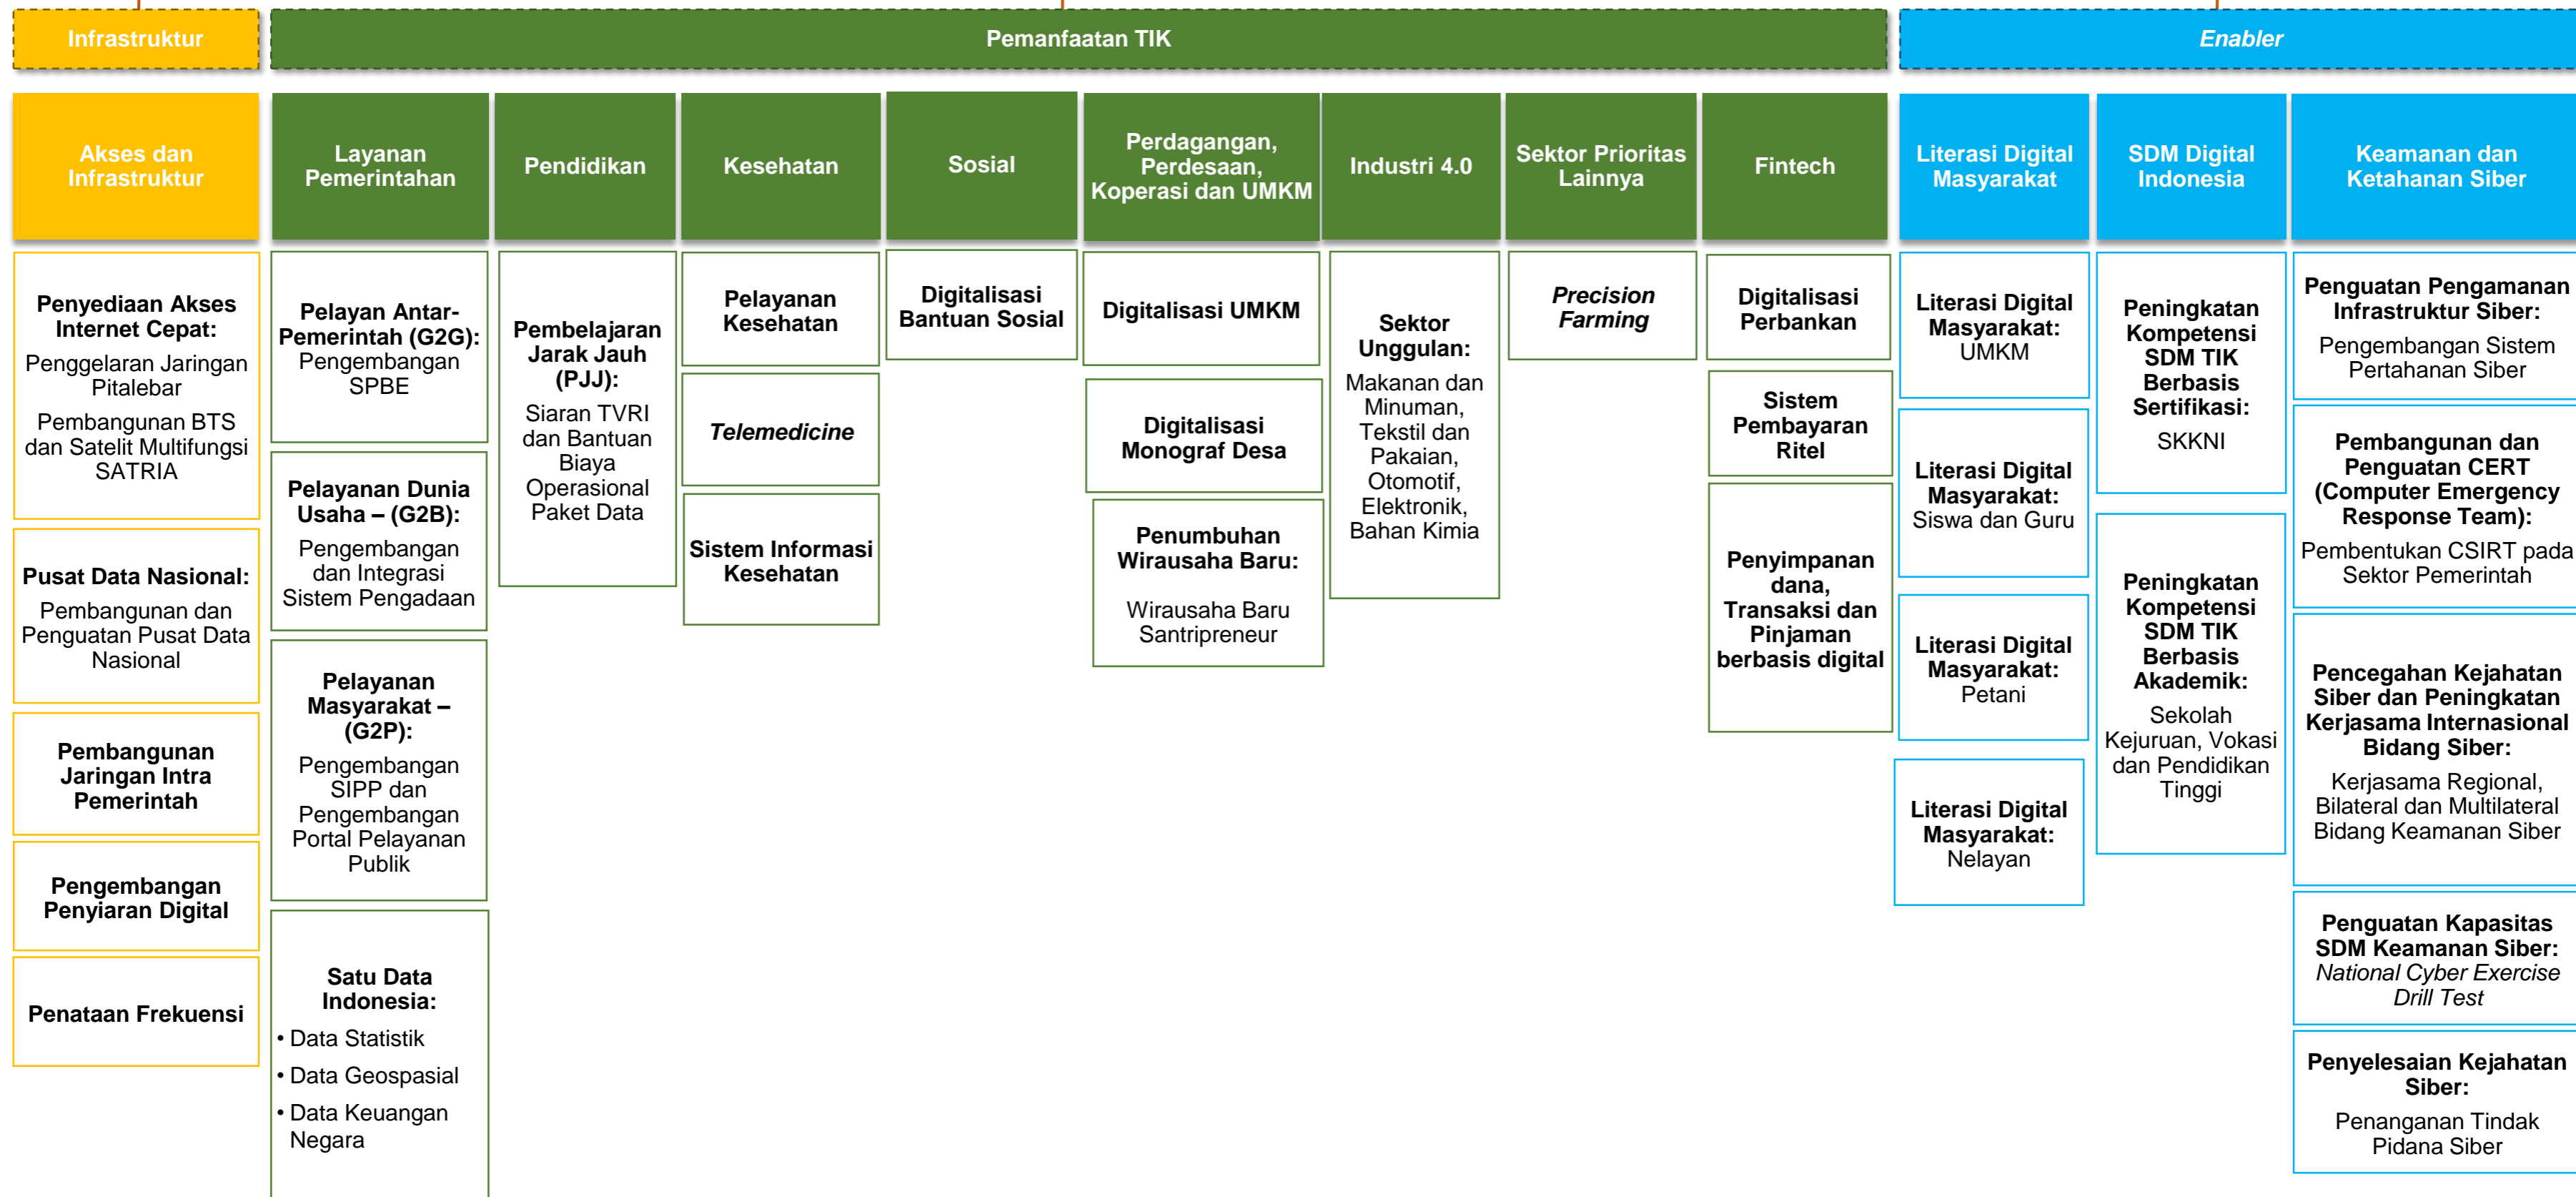 Infrastruktur
Pemanfaatan TIK
Enabler
Akses dan
Infrastruktur
Layanan
Pemerintahan
Pendidikan
Kesehatan
Sosial
Perdagangan,
Perdesaan,
Koperasi dan UMKM
Industri 4.0
Sektor Prioritas
Lainnya
Fintech
Literasi Digital
Masyarakat
SDM Digital
Indonesia
Keamanan dan
Ketahanan Siber
Penyediaan Akses
Internet Cepat:
Penggelaran Jaringan
Pitalebar
Pembangunan BTS
dan Satelit Multifungsi
SATRIA
Pusat Data Nasional:
Pembangunan dan
Penguatan Pusat Data
Nasional
Pembangunan
Jaringan Intra
Pemerintah
Pengembangan
Penyiaran Digital
Penataan Frekuensi
Pelayan Antar-
Pemerintah (G2G):
Pengembangan
SPBE
Pelayanan Dunia
Usaha – (G2B):
Pengembangan
dan Integrasi
Sistem Pengadaan
Pelayanan
Masyarakat –
(G2P):
Pengembangan
SIPP dan
Pengembangan
Portal Pelayanan
Publik
Satu Data
Indonesia:
• Data Statistik
• Data Geospasial
• Data Keuangan
Negara
Pembelajaran
Jarak Jauh
(PJJ):
Siaran TVRI
dan Bantuan
Biaya
Operasional
Paket Data
Pelayanan
Kesehatan
Telemedicine
Sistem Informasi
Kesehatan
Digitalisasi
Bantuan Sosial
Digitalisasi UMKM
Digitalisasi
Monograf Desa
Penumbuhan
Wirausaha Baru:
Wirausaha Baru
Santripreneur
Sektor
Unggulan:
Makanan dan
Minuman,
Tekstil dan
Pakaian,
Otomotif,
Elektronik,
Bahan Kimia
Precision
Farming
Digitalisasi
Perbankan
Sistem
Pembayaran
Ritel
Penyimpanan
dana,
Transaksi dan
Pinjaman
berbasis digital
Literasi Digital
Masyarakat:
UMKM
Literasi Digital
Masyarakat:
Siswa dan Guru
Literasi Digital
Masyarakat:
Petani
Literasi Digital
Masyarakat:
Nelayan
Peningkatan
Kompetensi
SDM TIK
Berbasis
Sertifikasi:
SKKNI
Peningkatan
Kompetensi
SDM TIK
Berbasis
Akademik:
Sekolah
Kejuruan, Vokasi
dan Pendidikan
Tinggi
Penguatan Pengamanan
Infrastruktur Siber:
Pengembangan Sistem
Pertahanan Siber
Pembangunan dan
Penguatan CERT
(Computer Emergency
Response Team):
Pembentukan CSIRT pada
Sektor Pemerintah
Pencegahan Kejahatan
Siber dan Peningkatan
Kerjasama Internasional
Bidang Siber:
Kerjasama Regional,
Bilateral dan Multilateral
Bidang Keamanan Siber
Penguatan Kapasitas
SDM Keamanan Siber:
National Cyber Exercise
Drill Test
Penyelesaian Kejahatan
Siber:
Penanganan Tindak
Pidana Siber